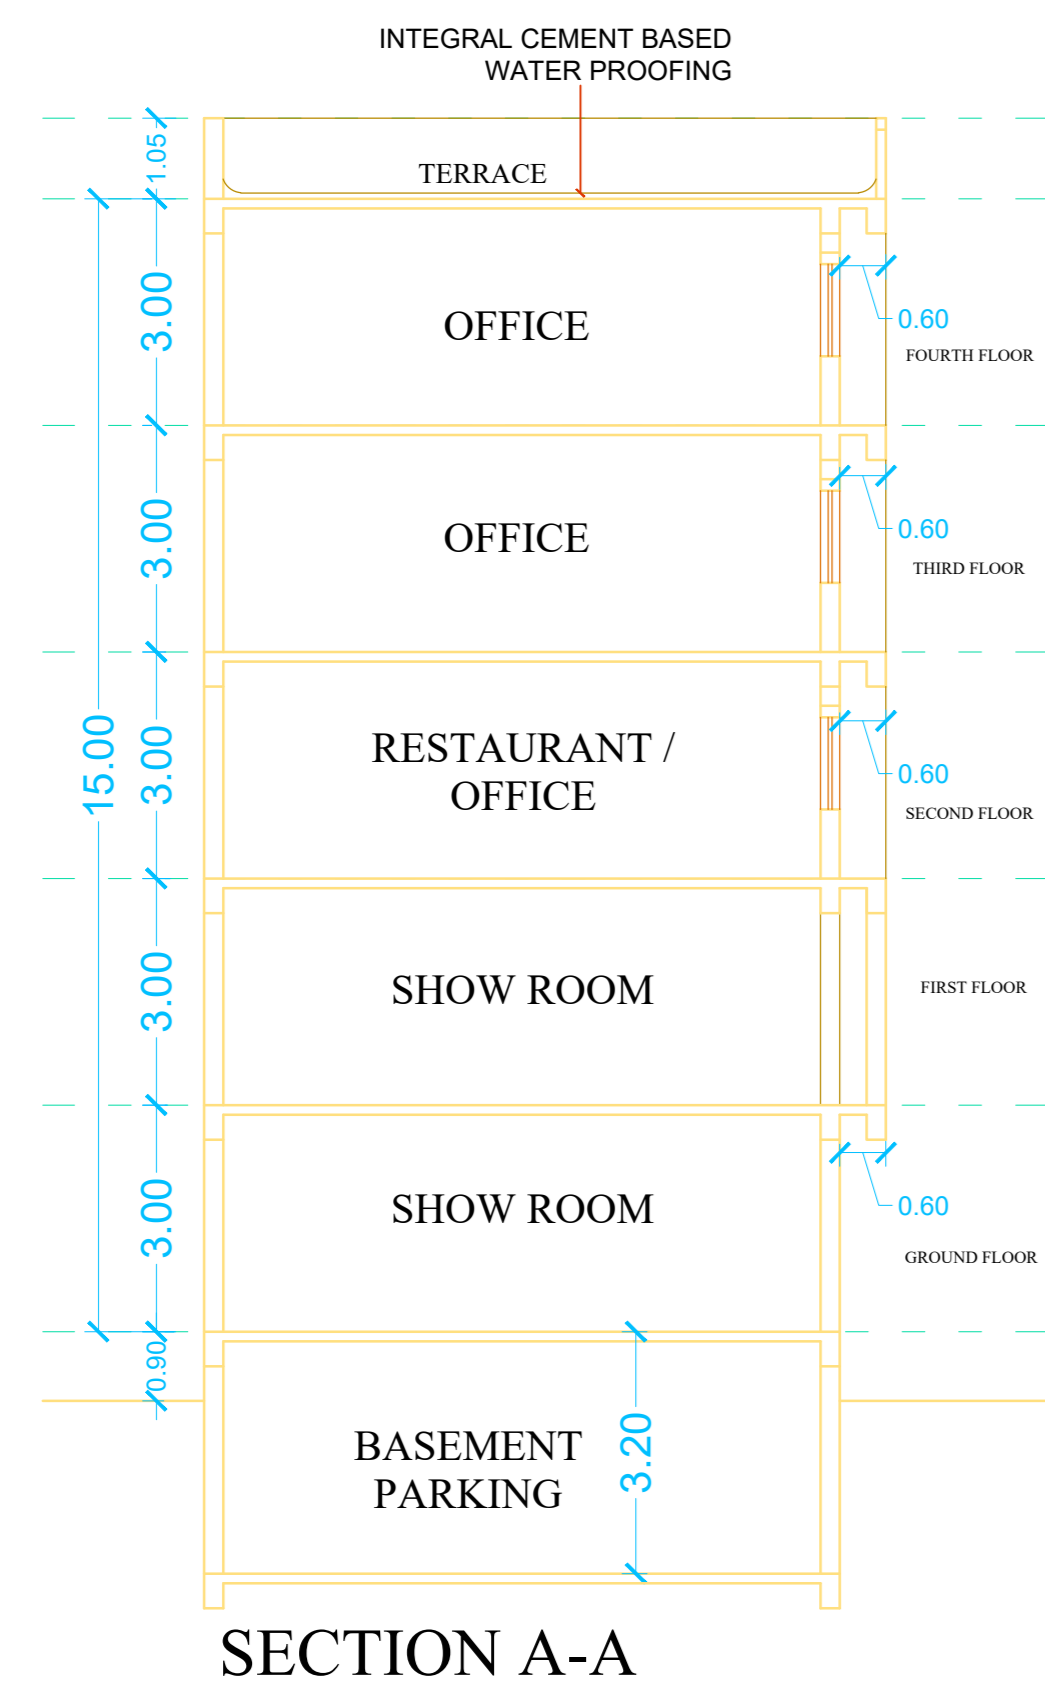 INTEGRAL CEMENT BASED
WATER PROOFING
1.05
TERRACE
3.00
OFFICE
0.60
FOURTH FLOOR
3.00
OFFICE
0.60
THIRD FLOOR
15.00
3.00
RESTAURANT /
OFFICE
0.60
SECOND FLOOR
3.00
SHOW ROOM
FIRST FLOOR
3.00
SHOW ROOM
0.60
GROUND FLOOR
0.90
BASEMENT
PARKING
3.20
SECTION A-A